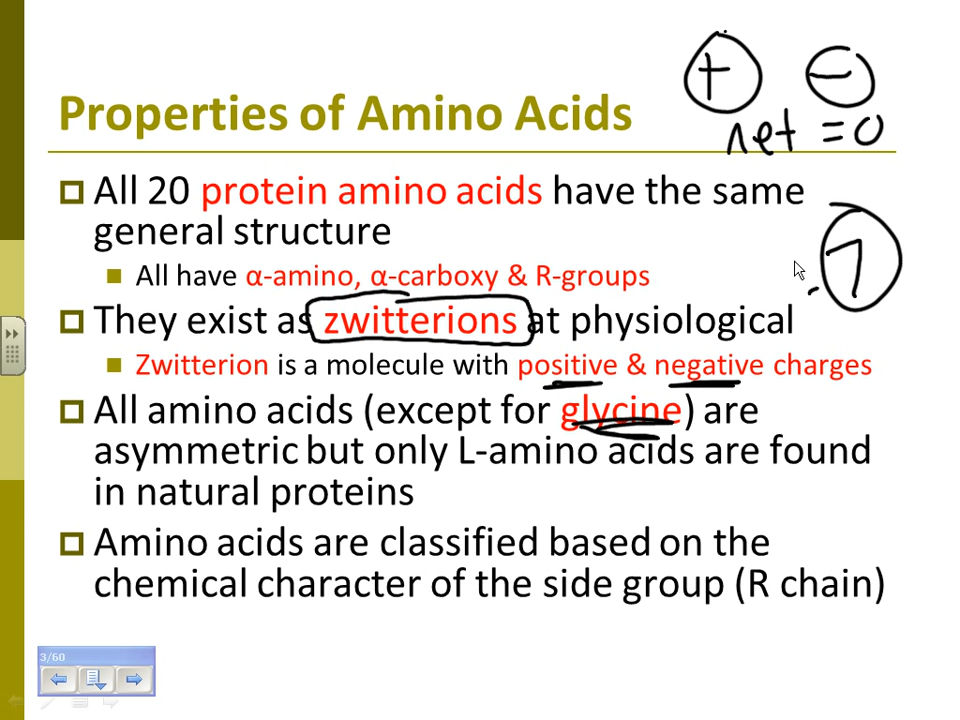 + -
net = 0
Properties of Amino Acids
All 20 protein amino acids have the same
general structure
All have α-amino, α-carboxy & R-groups
7
They exist as zwitterions at physiological
Zwitterion is a molecule with positive & negative charges
All amino acids (except for glycine) are
asymmetric but only L-amino acids are found
in natural proteins
Amino acids are classified based on the
chemical character of the side group (R chain)
3/60